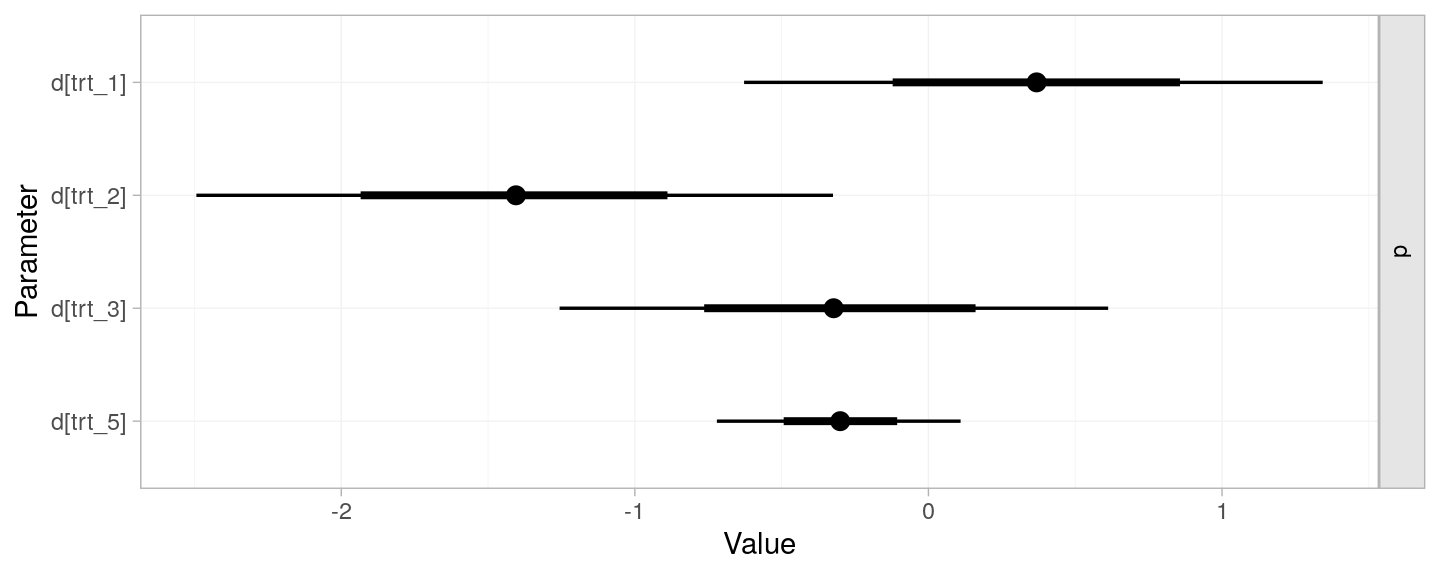 Parameter
d[trt_1]
d[trt_2]
d[trt_3]
d[trt_5]
-2
-1
0
1
Value
d